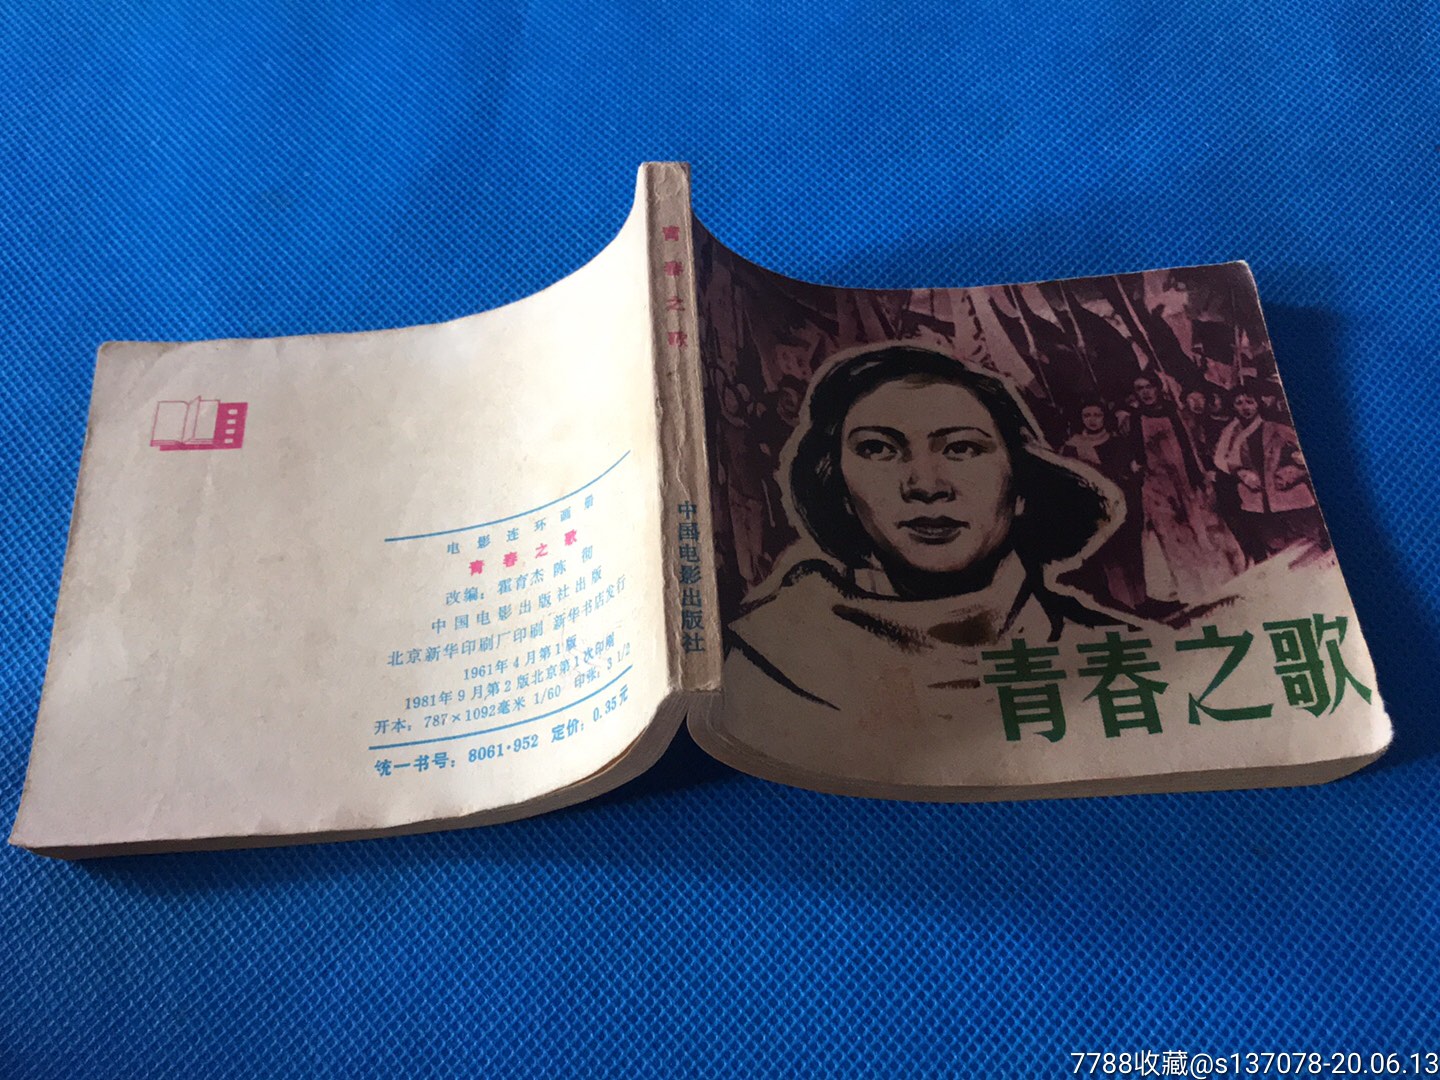 青春之歌
中国电影出版社
电影连环画册
青春之歌
改编：霍育杰 陈彻
中国电影出版社出版
北京新华印刷厂印刷 新华书店发行
1961年4月第1版
1981年9月第2版北京第1次印刷
开本：787×1092毫米 1/60 印张：3 1/2
统一书号：8061·952 定价：0.35元
青春之歌
7788收藏@s137078-20.06.13